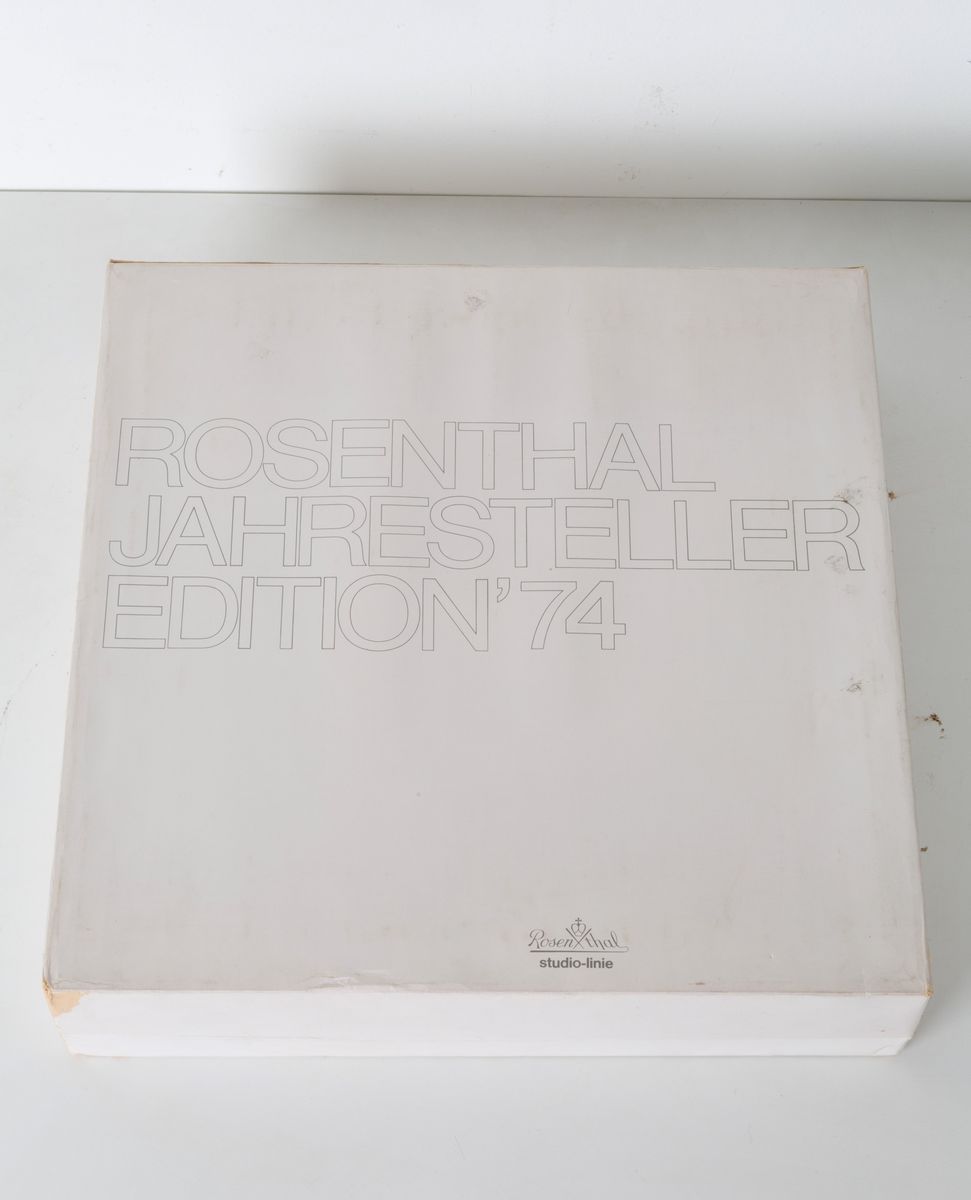 ROSENTHAL
JAHRESTELLER
EDITION'74
Rosenthal
studio-linie